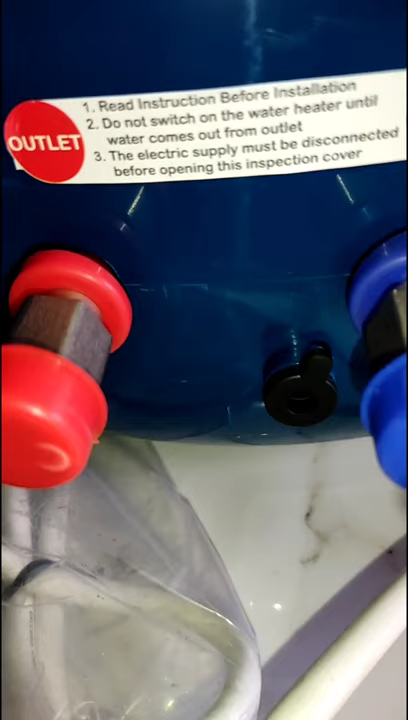 OUTLET
1. Read Instruction Before Installation
2. Do not switch on the water heater until
water comes out from outlet
3. The electric supply must be disconnected
before opening this inspection cover